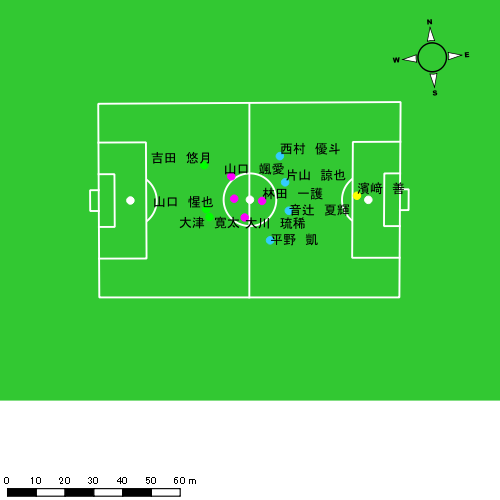 N
W E
S
西村 優斗
吉田 悠月
山口 颯愛
片山 諒也
濱﨑 善
林田 一護
山口 惺也
音辻 夏輝
大津 寛太
大川 琉稀
平野 凱
0 10 20 30 40 50 60 m